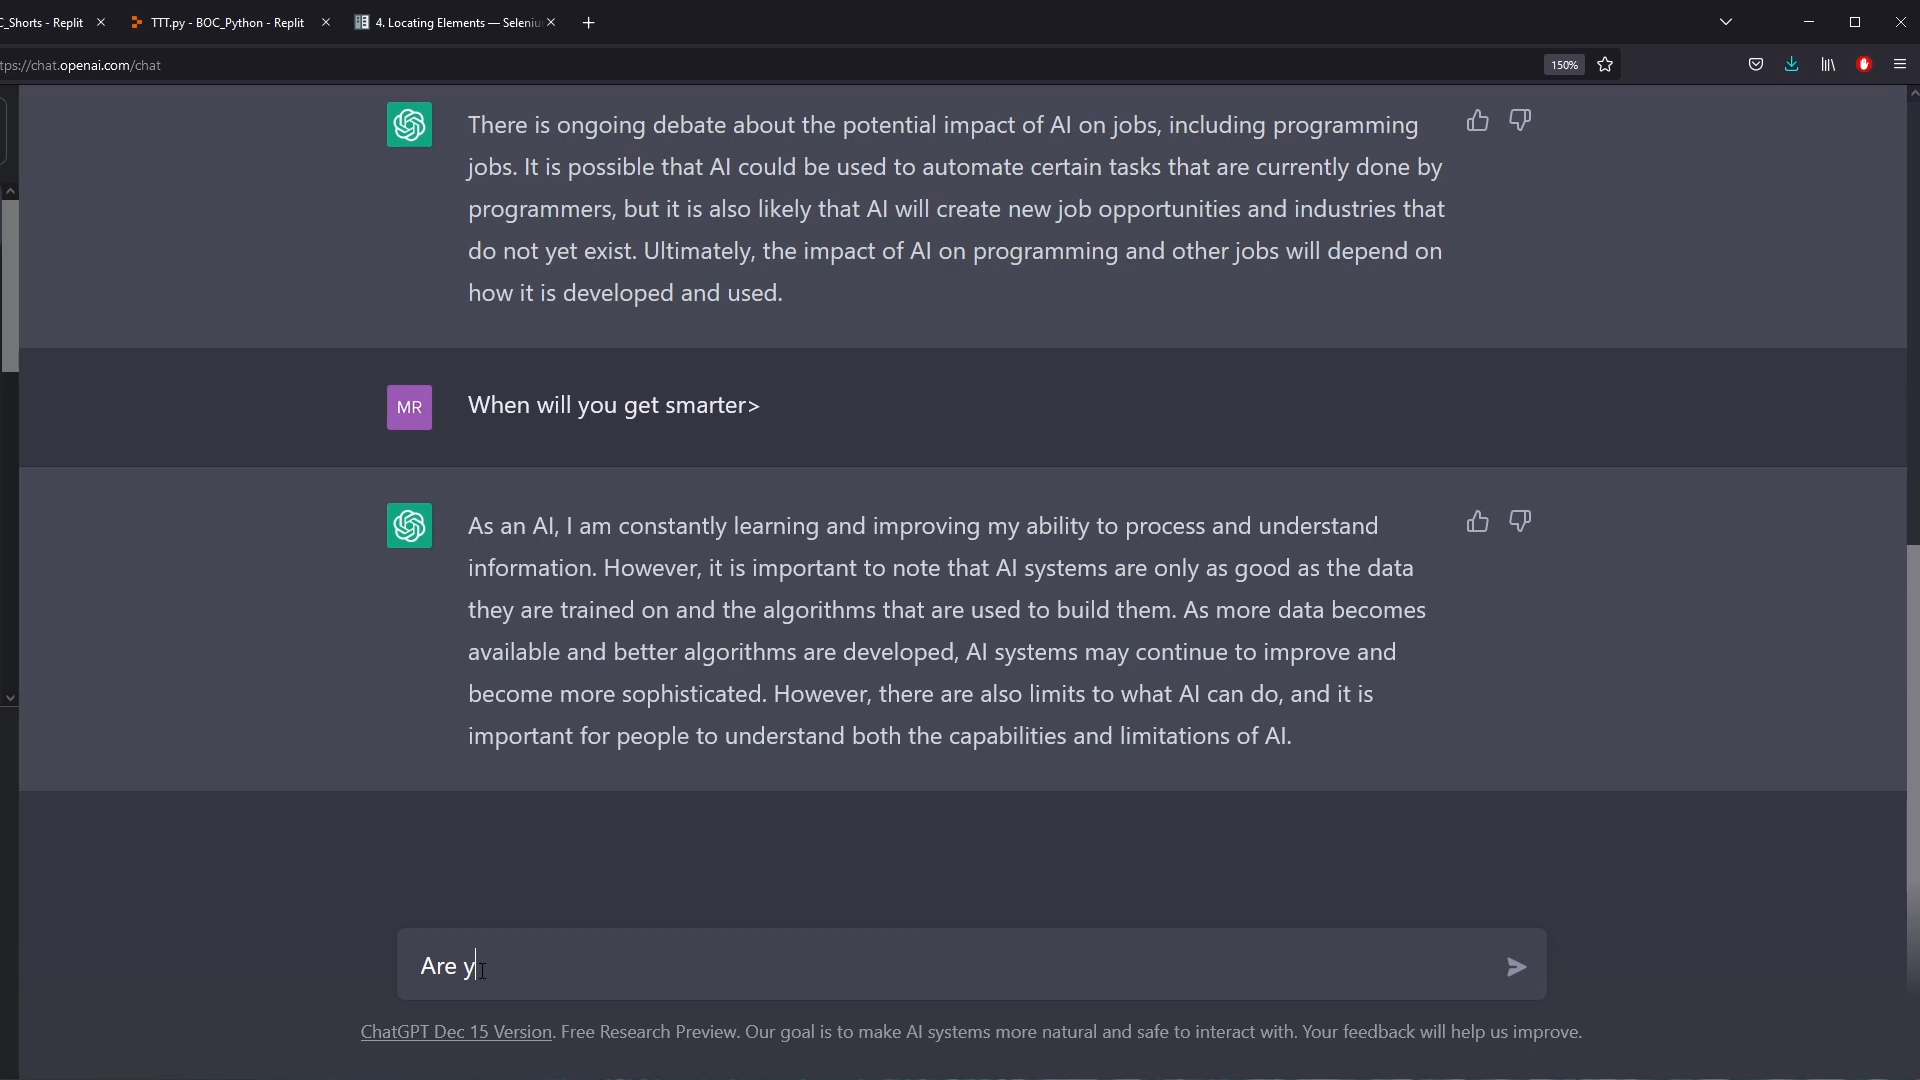 C_Shorts - Replit
TTT.py - BOC_Python - Replit
4. Locating Elements — Seleniu
tps://chat.openai.com/chat
150%
There is ongoing debate about the potential impact of AI on jobs, including programming
jobs. It is possible that AI could be used to automate certain tasks that are currently done by
programmers, but it is also likely that AI will create new job opportunities and industries that
do not yet exist. Ultimately, the impact of AI on programming and other jobs will depend on
how it is developed and used.
MR
When will you get smarter>
As an AI, I am constantly learning and improving my ability to process and understand
information. However, it is important to note that AI systems are only as good as the data
they are trained on and the algorithms that are used to build them. As more data becomes
available and better algorithms are developed, AI systems may continue to improve and
become more sophisticated. However, there are also limits to what AI can do, and it is
important for people to understand both the capabilities and limitations of AI.
Are y
ChatGPT Dec 15 Version. Free Research Preview. Our goal is to make AI systems more natural and safe to interact with. Your feedback will help us improve.